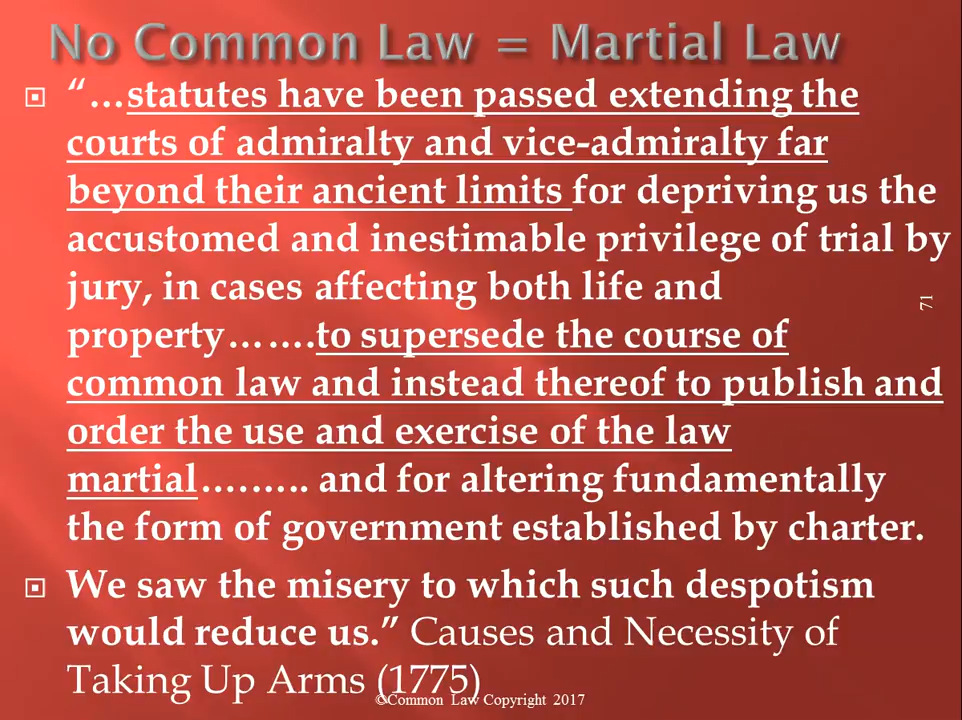 No Common Law = Martial Law
“…statutes have been passed extending the
courts of admiralty and vice-admiralty far
beyond their ancient limits for depriving us the
accustomed and inestimable privilege of trial by
jury, in cases affecting both life and
property…….to supersede the course of
common law and instead thereof to publish and
order the use and exercise of the law
martial……... and for altering fundamentally
the form of government established by charter.
We saw the misery to which such despotism
would reduce us.” Causes and Necessity of
Taking Up Arms (1775)
©Common Law Copyright 2017
71